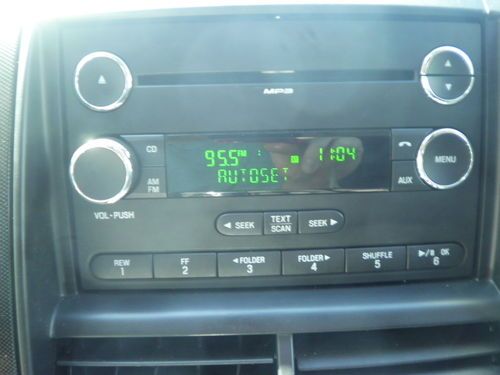 MP3
CD
95.5 FM 11:04
AUTOSET
AM
FM
MENU
AUX
VOL-PUSH
◄ SEEK
TEXT
SCAN
SEEK ►
REW
1
FF
2
◄ FOLDER
3
FOLDER ►
4
SHUFFLE
5
►/II OK
6